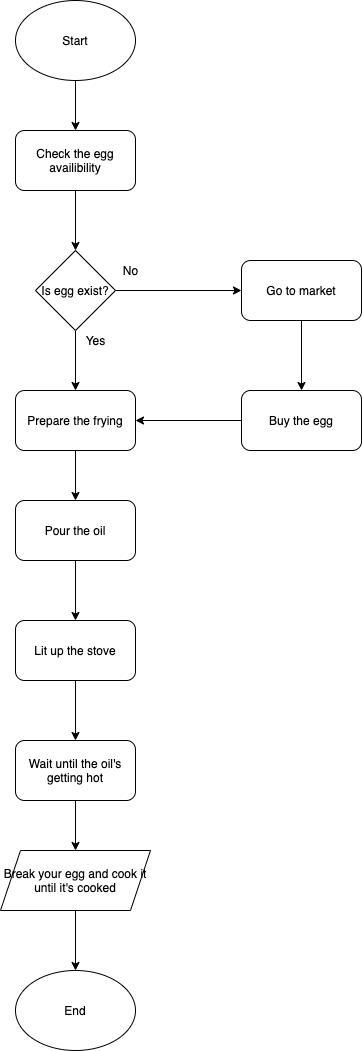 Start
Check the egg
availibility
Is egg exist?
No
Go to market
Yes
Prepare the frying
Buy the egg
Pour the oil
Lit up the stove
Wait until the oil's
getting hot
Break your egg and cook it
until it's cooked
End